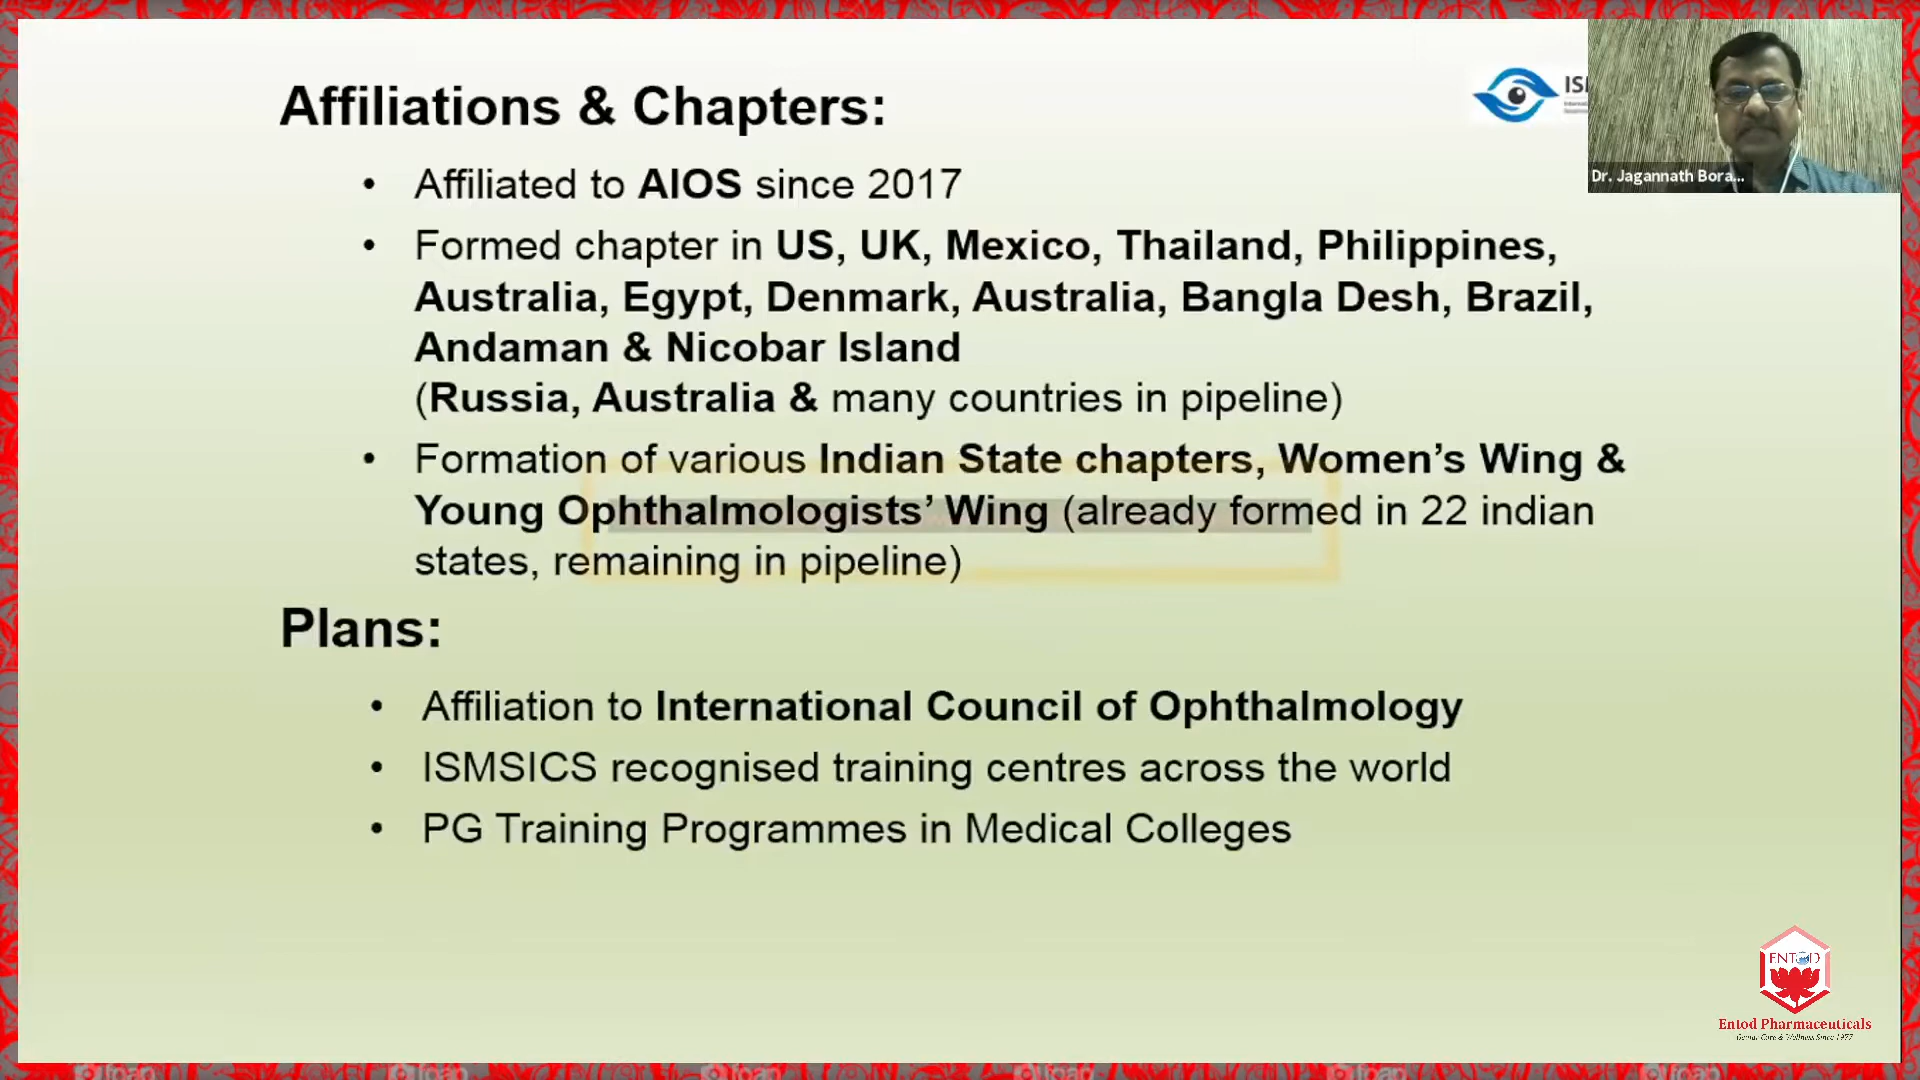 Affiliations & Chapters:
• Affiliated to AIOS since 2017
• Formed chapter in US, UK, Mexico, Thailand, Philippines,
Australia, Egypt, Denmark, Australia, Bangla Desh, Brazil,
Andaman & Nicobar Island
(Russia, Australia & many countries in pipeline)
• Formation of various Indian State chapters, Women's Wing &
Young Ophthalmologists' Wing (already formed in 22 indian
states, remaining in pipeline)
Plans:
• Affiliation to International Council of Ophthalmology
• ISMSICS recognised training centres across the world
• PG Training Programmes in Medical Colleges
Dr. Jagannath Bora...
ENTOD
Entod Pharmaceuticals